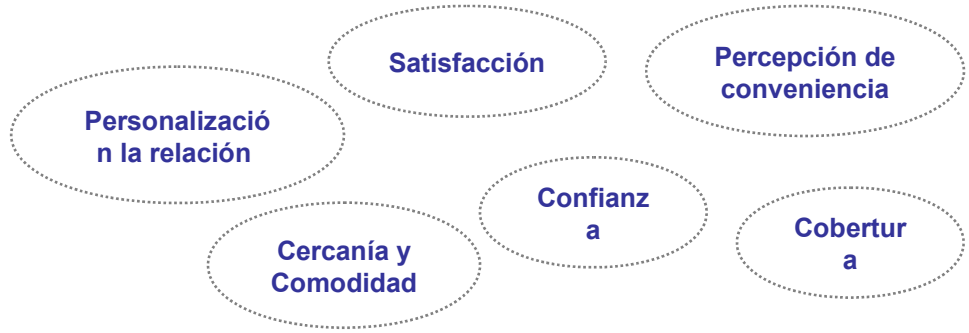 Satisfacción
Percepción de
conveniencia
Personalizació
n la relación
Confianz
a
Cobertur
a
Cercanía y
Comodidad